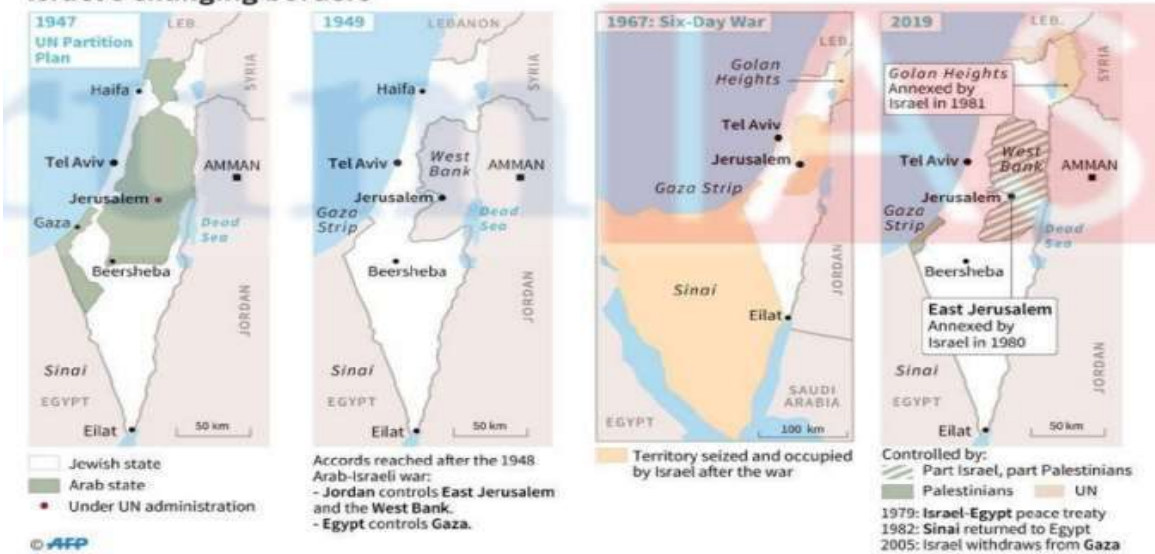 1947
UN Partition
Plan
LEB.
SYRIA
Haifa
Tel Aviv
AMMAN
Jerusalem
Gaza
Dead
Sea
Beersheba
JORDAN
Sinai
EGYPT
Eilat
50 km
Jewish state
Arab state
Under UN administration
© AFP
1949
LEBANON
SYRIA
Haifa
West
Bank
Tel Aviv
AMMAN
Jerusalem
Gaza
Strip
Dead
Sea
Beersheba
JORDAN
Sinai
EGYPT
Eilat
50 km
Accords reached after the 1948
Arab-Israeli war:
- Jordan controls East Jerusalem
and the West Bank.
- Egypt controls Gaza.
1967: Six-Day War
LEB.
Golan
Heights
Tel Aviv
Jerusalem
Gaza Strip
Sinai
JORDAN
Eilat
SAUDI
ARABIA
EGYPT
100 km
Territory seized and occupied
by Israel after the war
2019
LEB.
SYRIA
Golan Heights
Annexed by
Israel in 1981
Tel Aviv
West
Bank
AMMAN
Jerusalem
Gaza
Strip
Dead
Sea
Beersheba
East Jerusalem
Annexed by
Israel in 1980
JORDAN
Sinai
EGYPT
Eilat
50 km
Controlled by:
Part Israel, part Palestinians
Palestinians
UN
1979: Israel-Egypt peace treaty
1982: Sinai returned to Egypt
2005: Israel withdraws from Gaza